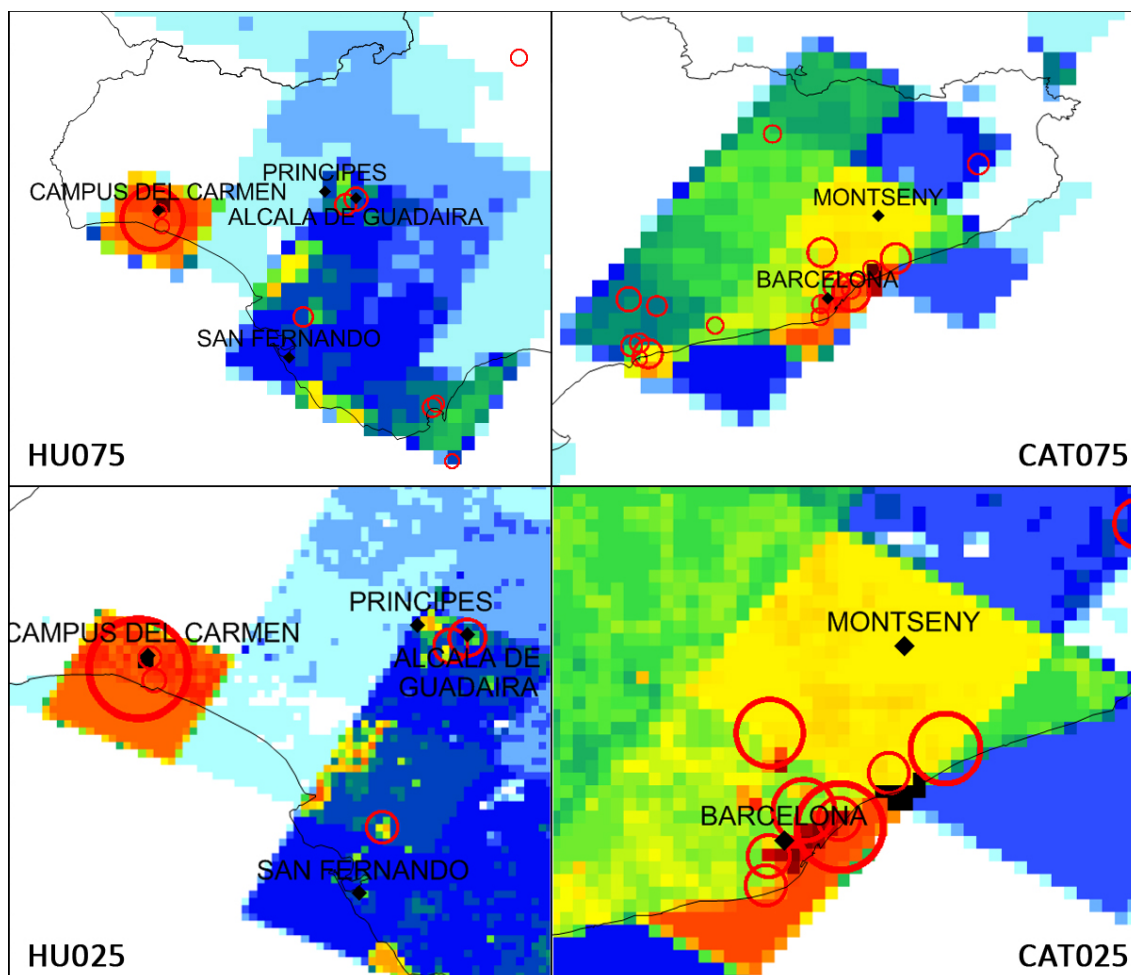 PRINCIPES
CAMPUS DEL CARMEN
ALCALA DE GUADAIRA
SAN FERNANDO
HU075
MONTSENY
BARCELONA
CAT075
PRINCIPES
CAMPUS DEL CARMEN
ALCALA DE
GUADAIRA
SAN FERNANDO
HU025
MONTSENY
BARCELONA
CAT025